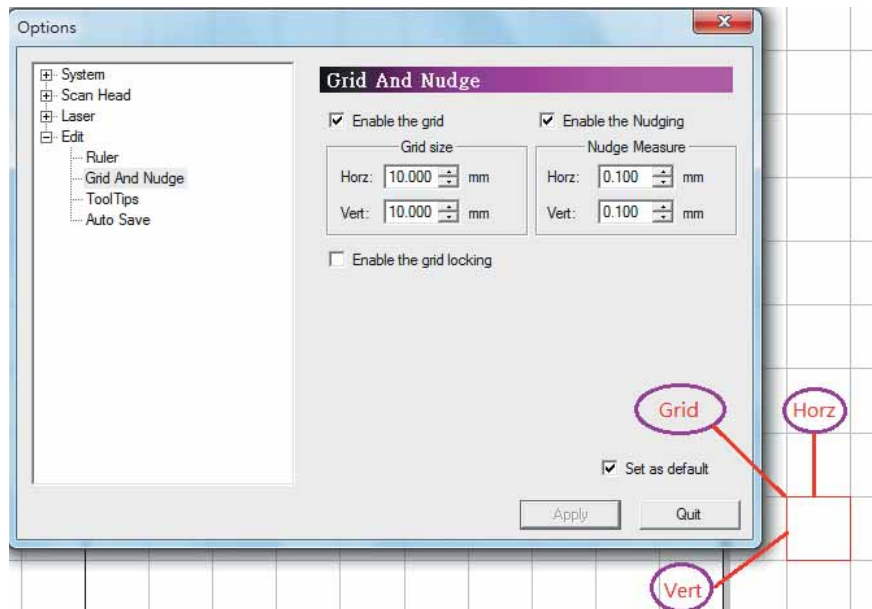 Options
System
Scan Head
Laser
Edit
Ruler
Grid And Nudge
ToolTips
Auto Save
Grid And Nudge
Enable the grid
Enable the Nudging
Grid size
Nudge Measure
Horz: 10.000 mm
Horz: 0.100 mm
Vert: 10.000 mm
Vert: 0.100 mm
Enable the grid locking
Grid
Horz
Set as default
Apply
Quit
Vert